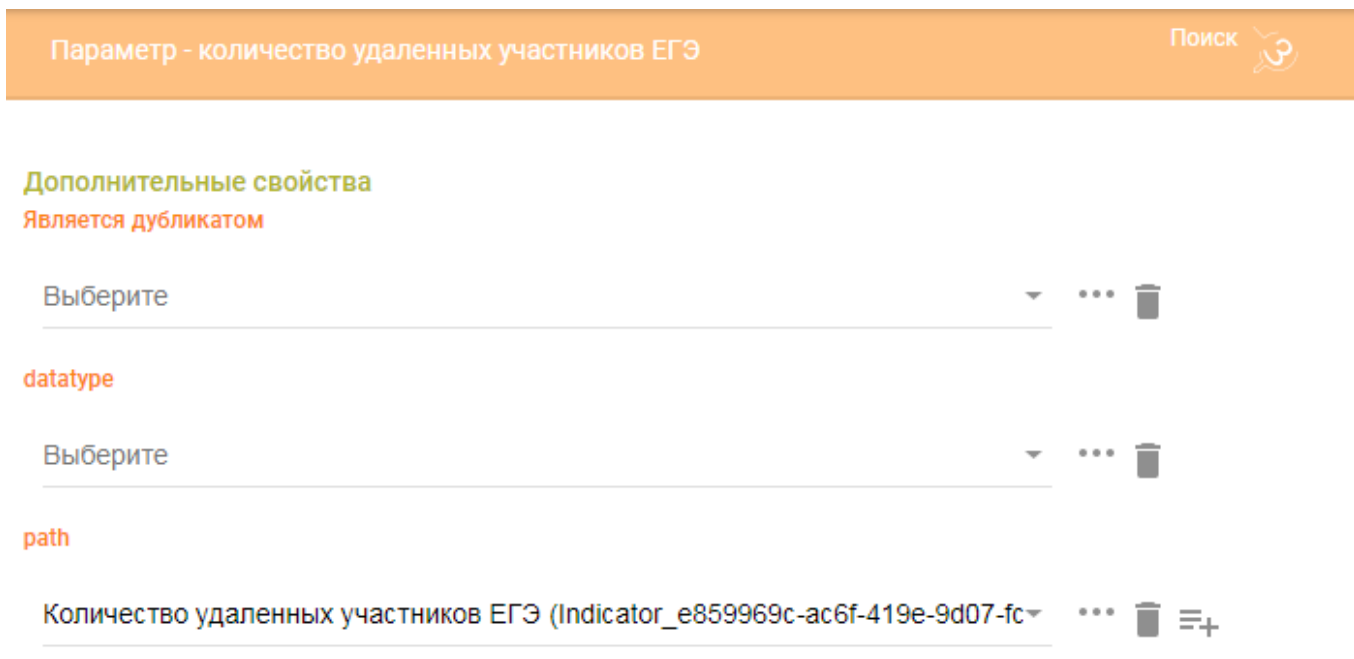 Параметр - количество удаленных участников ЕГЭ
Поиск
Дополнительные свойства
Является дубликатом
Выберите
datatype
Выберите
path
Количество удаленных участников ЕГЭ (Indicator_e859969c-ac6f-419e-9d07-fc